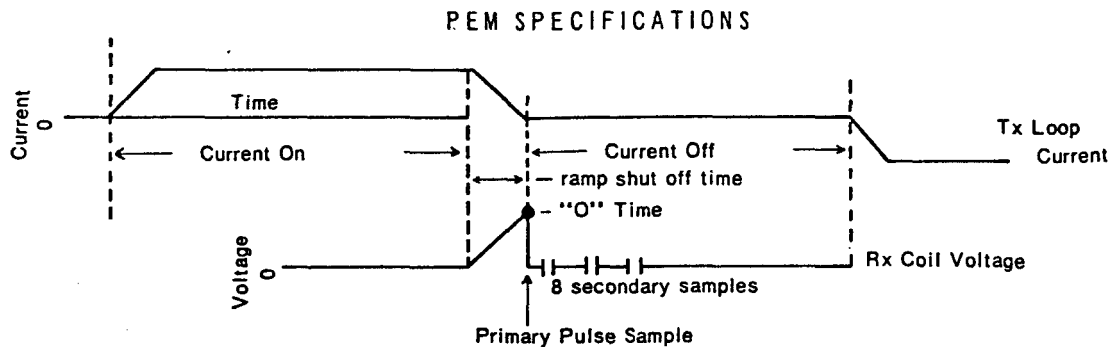 PEM SPECIFICATIONS
Current
0
Time
Tx Loop
Current
Current On
Current Off
ramp shut off time
"O" Time
Voltage
0
Rx Coil Voltage
8 secondary samples
Primary Pulse Sample